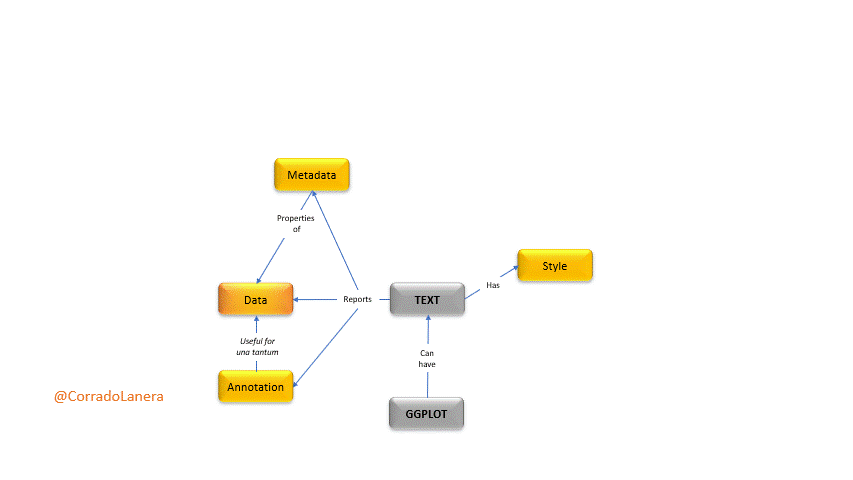 Metadata
Properties
of
Style
Has
Data
Reports
TEXT
Useful for
una tantum
Can
have
Annotation
@CorradoLanera
GGPLOT